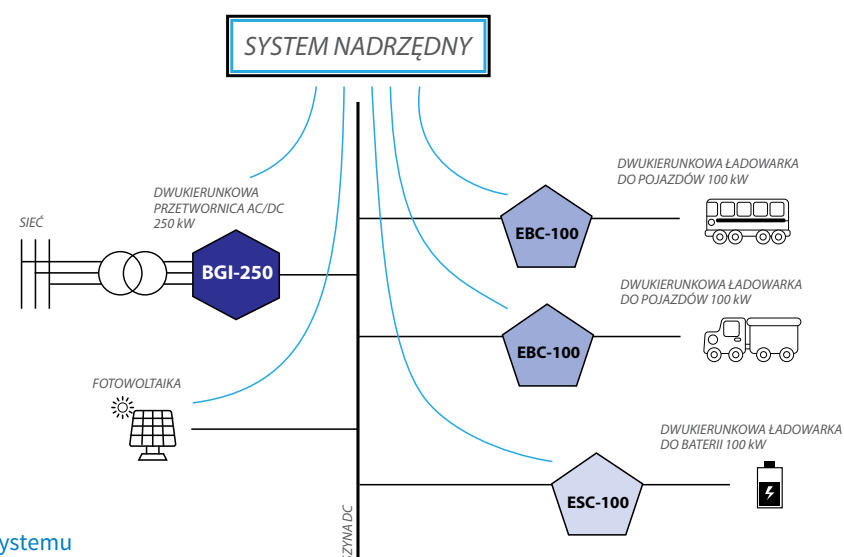 SYSTEM NADRZĘDNY
DWUKIERUNKOWA ŁADOWARKA
DO POJAZDÓW 100 kW
DWUKIERUNKOWA
PRZETWORNICA AC/DC
250 kW
SIEĆ
EBC-100
BGI-250
DWUKIERUNKOWA ŁADOWARKA
DO POJAZDÓW 100 kW
EBC-100
FOTOWOLTAIKA
DWUKIERUNKOWA ŁADOWARKA
DO BATERII 100 kW
ESC-100
DC